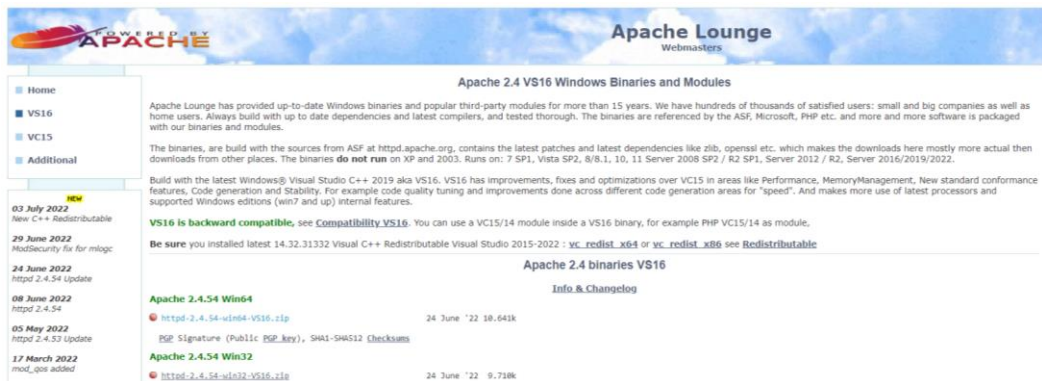 POWERED BY
APACHE
Apache Lounge
Webmasters
Home
VS16
VC15
Additional
NEW
03 July 2022
New C++ Redistributable
29 June 2022
ModSecurity fix for mlogc
24 June 2022
httpd 2.4.54 Update
08 June 2022
httpd 2.4.54
05 May 2022
httpd 2.4.53 Update
17 March 2022
mod_qos added
Apache 2.4 VS16 Windows Binaries and Modules
Apache Lounge has provided up-to-date Windows binaries and popular third-party modules for more than 15 years. We have hundreds of thousands of satisfied users: small and big companies as well as
home users. Always build with up to date dependencies and latest compilers, and tested thorough. The binaries are referenced by the ASF, Microsoft, PHP etc. and more and more software is packaged
with our binaries and modules.
The binaries, are build with the sources from ASF at httpd.apache.org, contains the latest patches and latest dependencies like zlib, openssl etc. which makes the downloads here mostly more actual then
downloads from other places. The binaries do not run on XP and 2003. Runs on: 7 SP1, Vista SP2, 8/8.1, 10, 11 Server 2008 SP2 / R2 SP1, Server 2012 / R2, Server 2016/2019/2022.
Build with the latest Windows® Visual Studio C++ 2019 aka VS16. VS16 has improvements, fixes and optimizations over VC15 in areas like Performance, MemoryManagement, New standard conformance
features, Code generation and Stability. For example code quality tuning and improvements done across different code generation areas for "speed". And makes more use of latest processors and
supported Windows editions (win7 and up) internal features.
VS16 is backward compatible, see Compatibility VS16. You can use a VC15/14 module inside a VS16 binary, for example PHP VC15/14 as module.
Be sure you installed latest 14.32.31332 Visual C++ Redistributable Visual Studio 2015-2022 : vc_redist_x64 or vc_redist_x86 see Redistributable
Apache 2.4 binaries VS16
Info & Changelog
Apache 2.4.54 Win64
httpd-2.4.54-win64-VS16.zip 24 June '22 10.641k
PGP Signature (Public PGP key), SHA1-SHA512 Checksums
Apache 2.4.54 Win32
httpd-2.4.54-win32-VS16.zip 24 June '22 9.710k